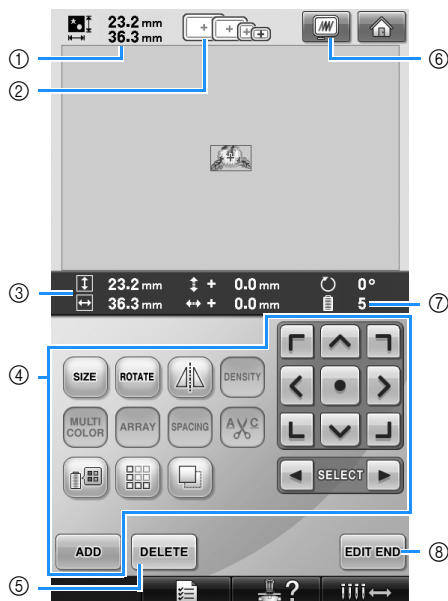 23.2 mm
36.3 mm
① ② ⑥
23.2 mm + 0.0 mm 0°
36.3 mm + 0.0 mm 5
③ ⑦
④
SIZE ROTATE DENSITY
MULTI COLOR ARRAY SPACING A C
SELECT
ADD DELETE EDIT END
⑤ ⑧
?